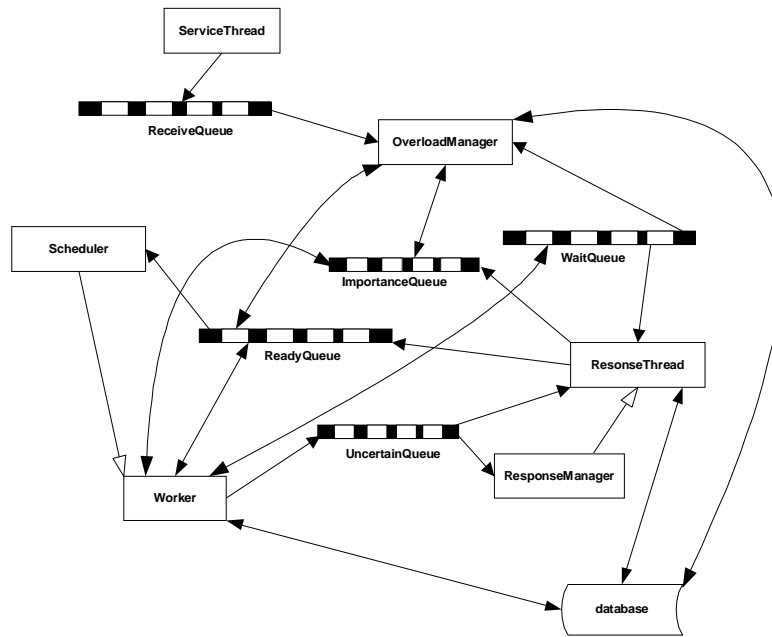 ServiceThread
ReceiveQueue
OverloadManager
Scheduler
WaitQueue
ImportanceQueue
ReadyQueue
ResonseThread
UncertainQueue
ResponseManager
Worker
database